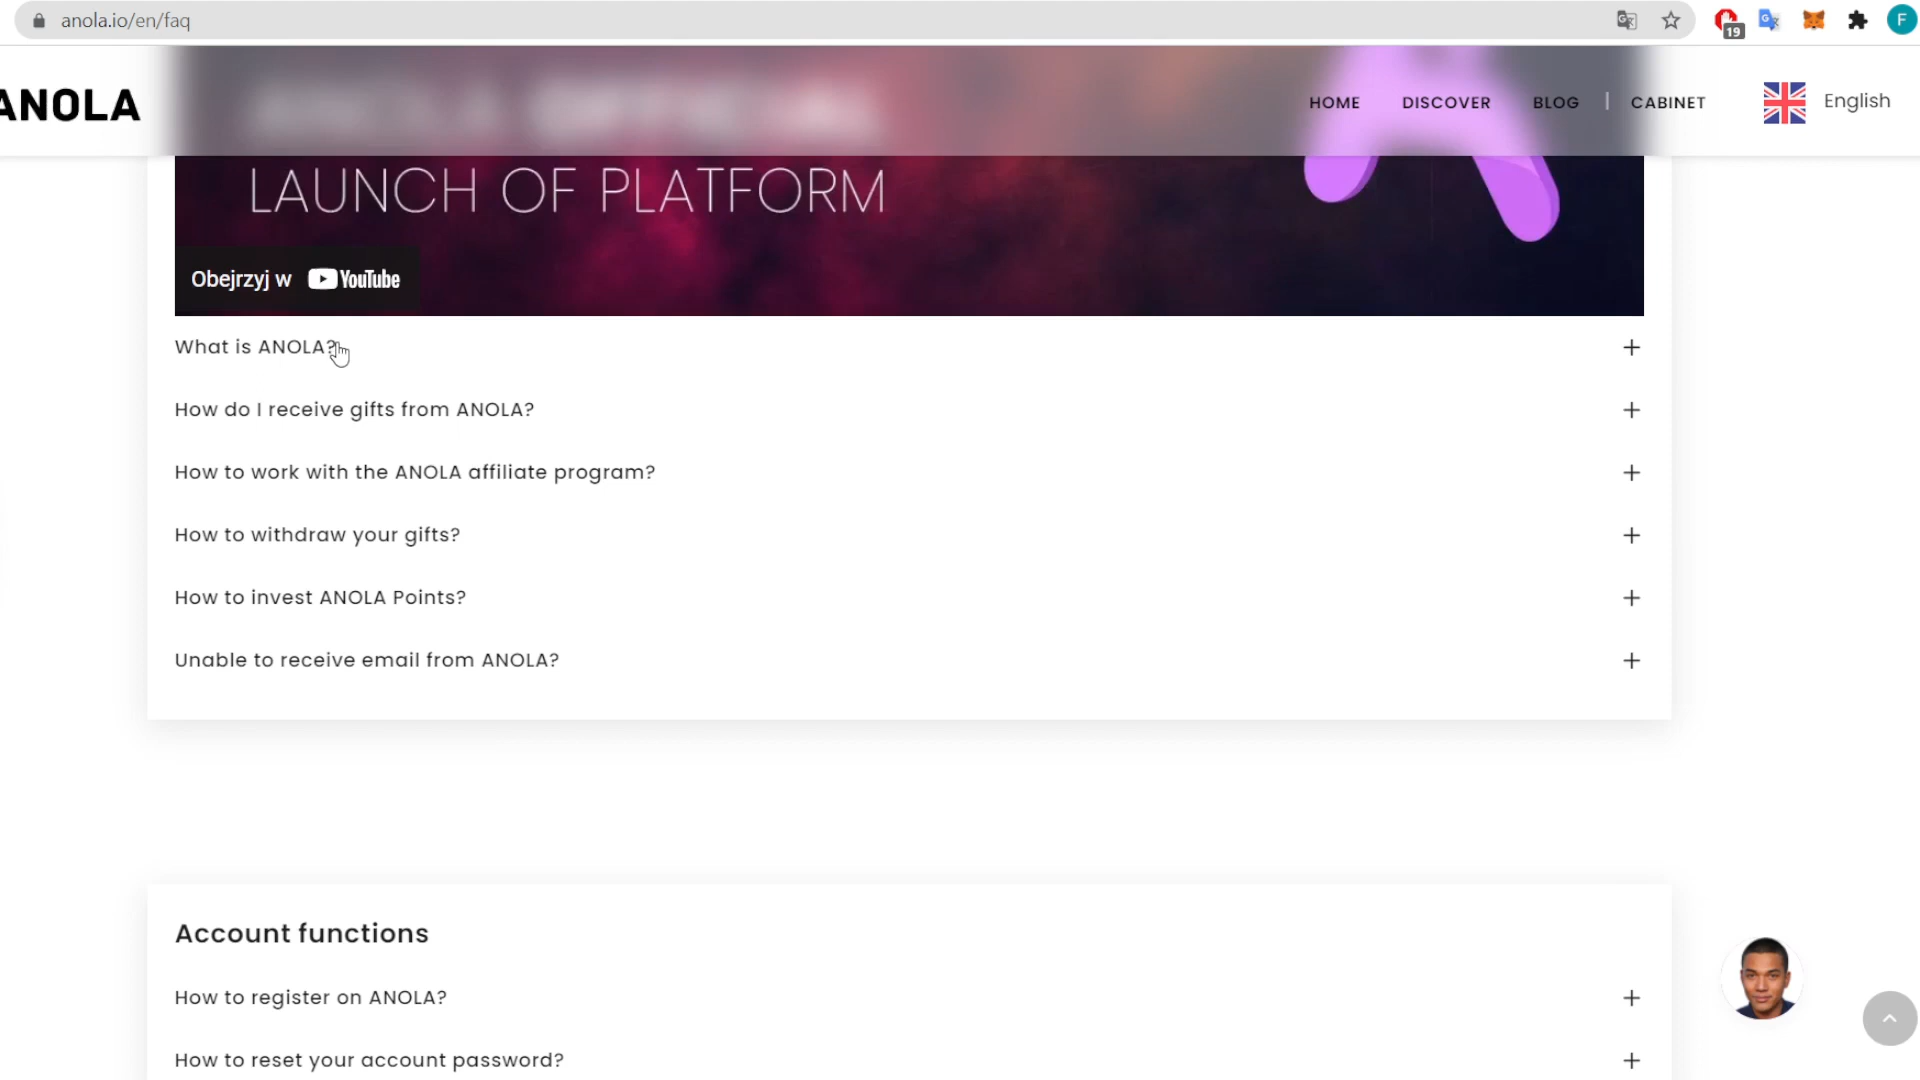 anola.io/en/faq
19
F
ANOLA
HOME
DISCOVER
BLOG
|
CABINET
English
LAUNCH OF PLATFORM
Obejrzyj w YouTube
What is ANOLA?
How do I receive gifts from ANOLA?
How to work with the ANOLA affiliate program?
How to withdraw your gifts?
How to invest ANOLA Points?
Unable to receive email from ANOLA?
Account functions
How to register on ANOLA?
How to reset your account password?